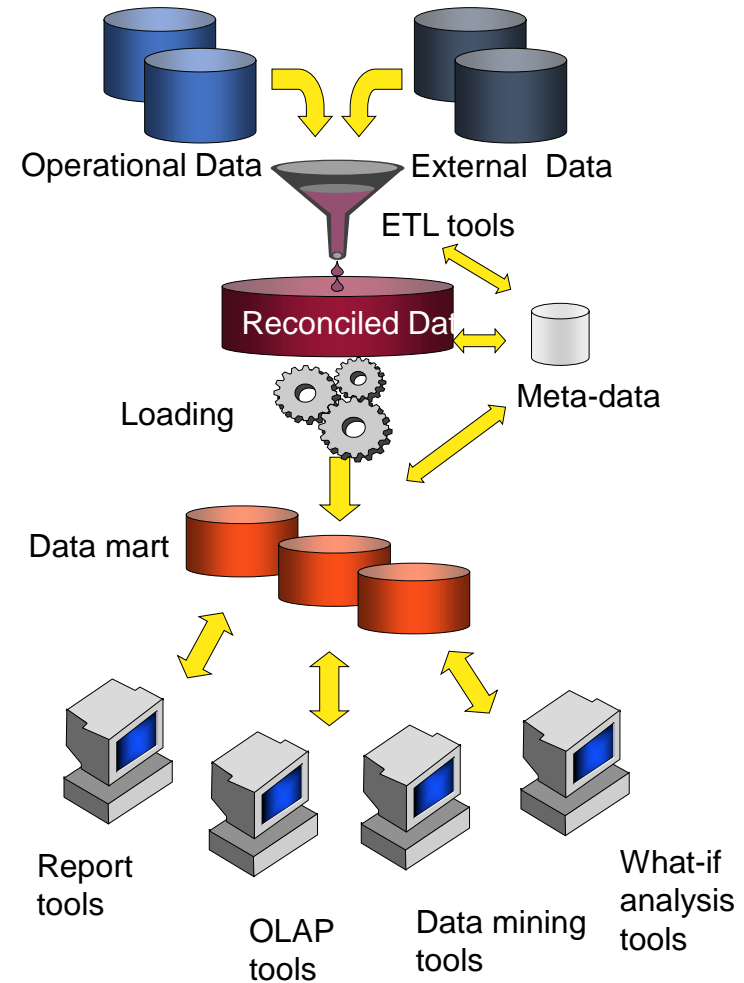 Operational Data
External Data
ETL tools
Reconciled Dat
Meta-data
Loading
Data mart
Report
tools
OLAP
tools
Data mining
tools
What-if
analysis
tools